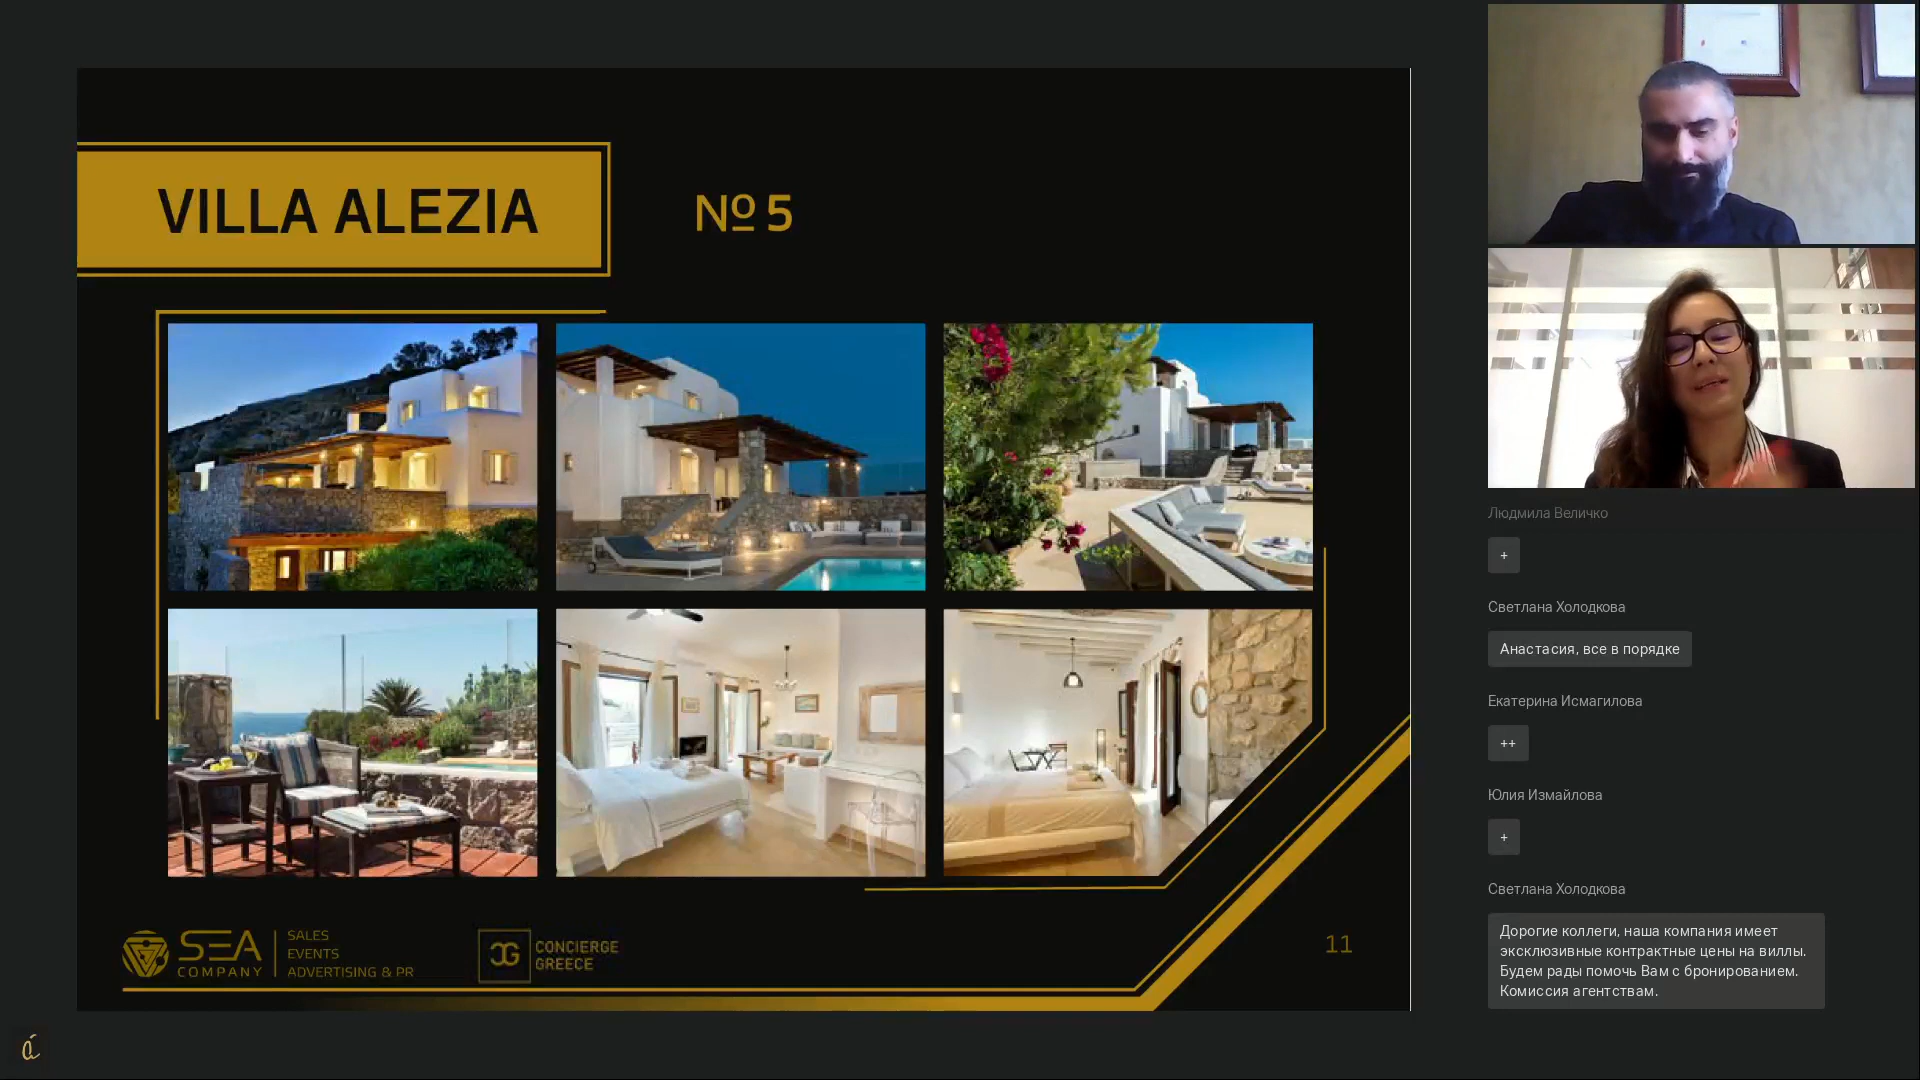 VILLA ALEZIA
№ 5
SEA
COMPANY
SALES
EVENTS
ADVERTISING & PR
CG
CONCIERGE
GREECE
11
á
Людмила Величко
+
Светлана Холодкова
Анастасия, все в порядке
Екатерина Исмагилова
++
Юлия Измайлова
+
Светлана Холодкова
Дорогие коллеги, наша компания имеет
эксклюзивные контрактные цены на виллы.
Будем рады помочь Вам с бронированием.
Комиссия агентствам.